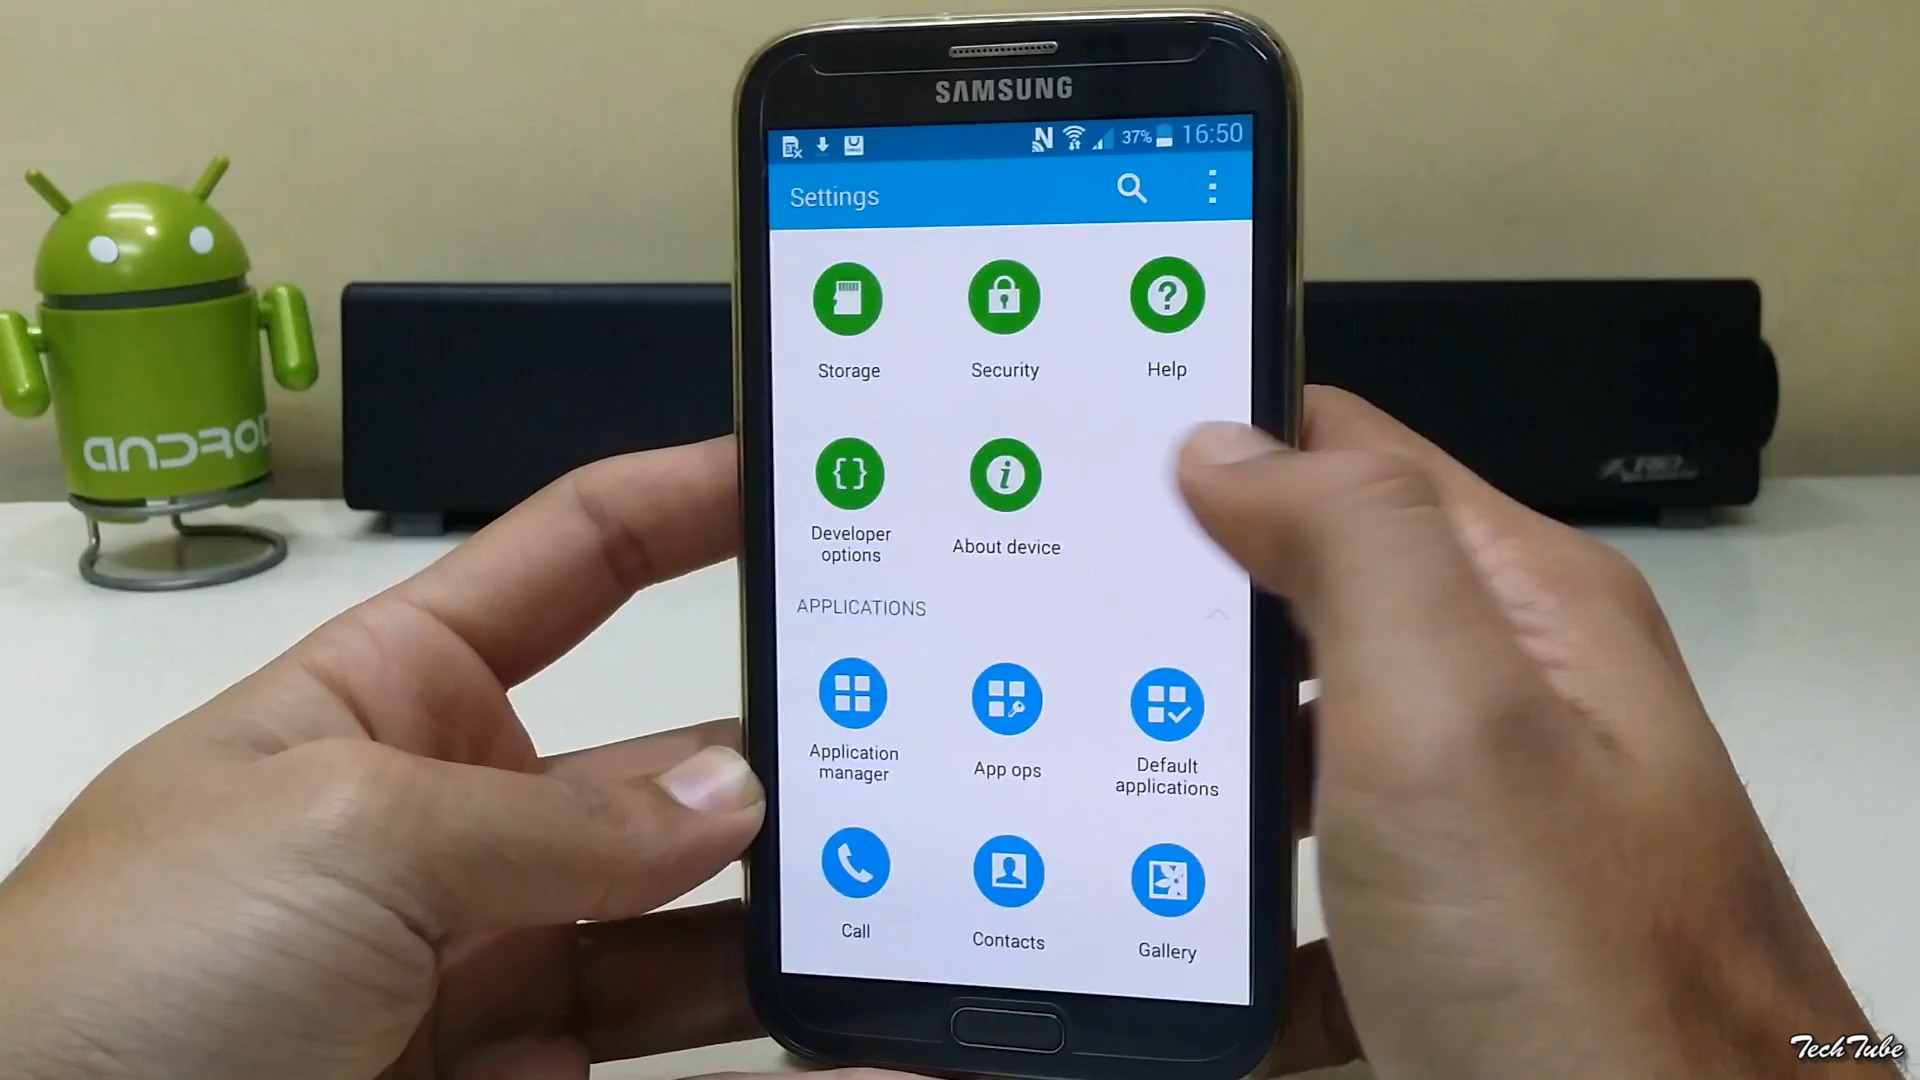 SAMSUNG
37% 16:50
Settings
Storage
Security
Help
Developer
options
About device
APPLICATIONS
Application
manager
App ops
Default
applications
Call
Contacts
Gallery
ANDROID
TechTube